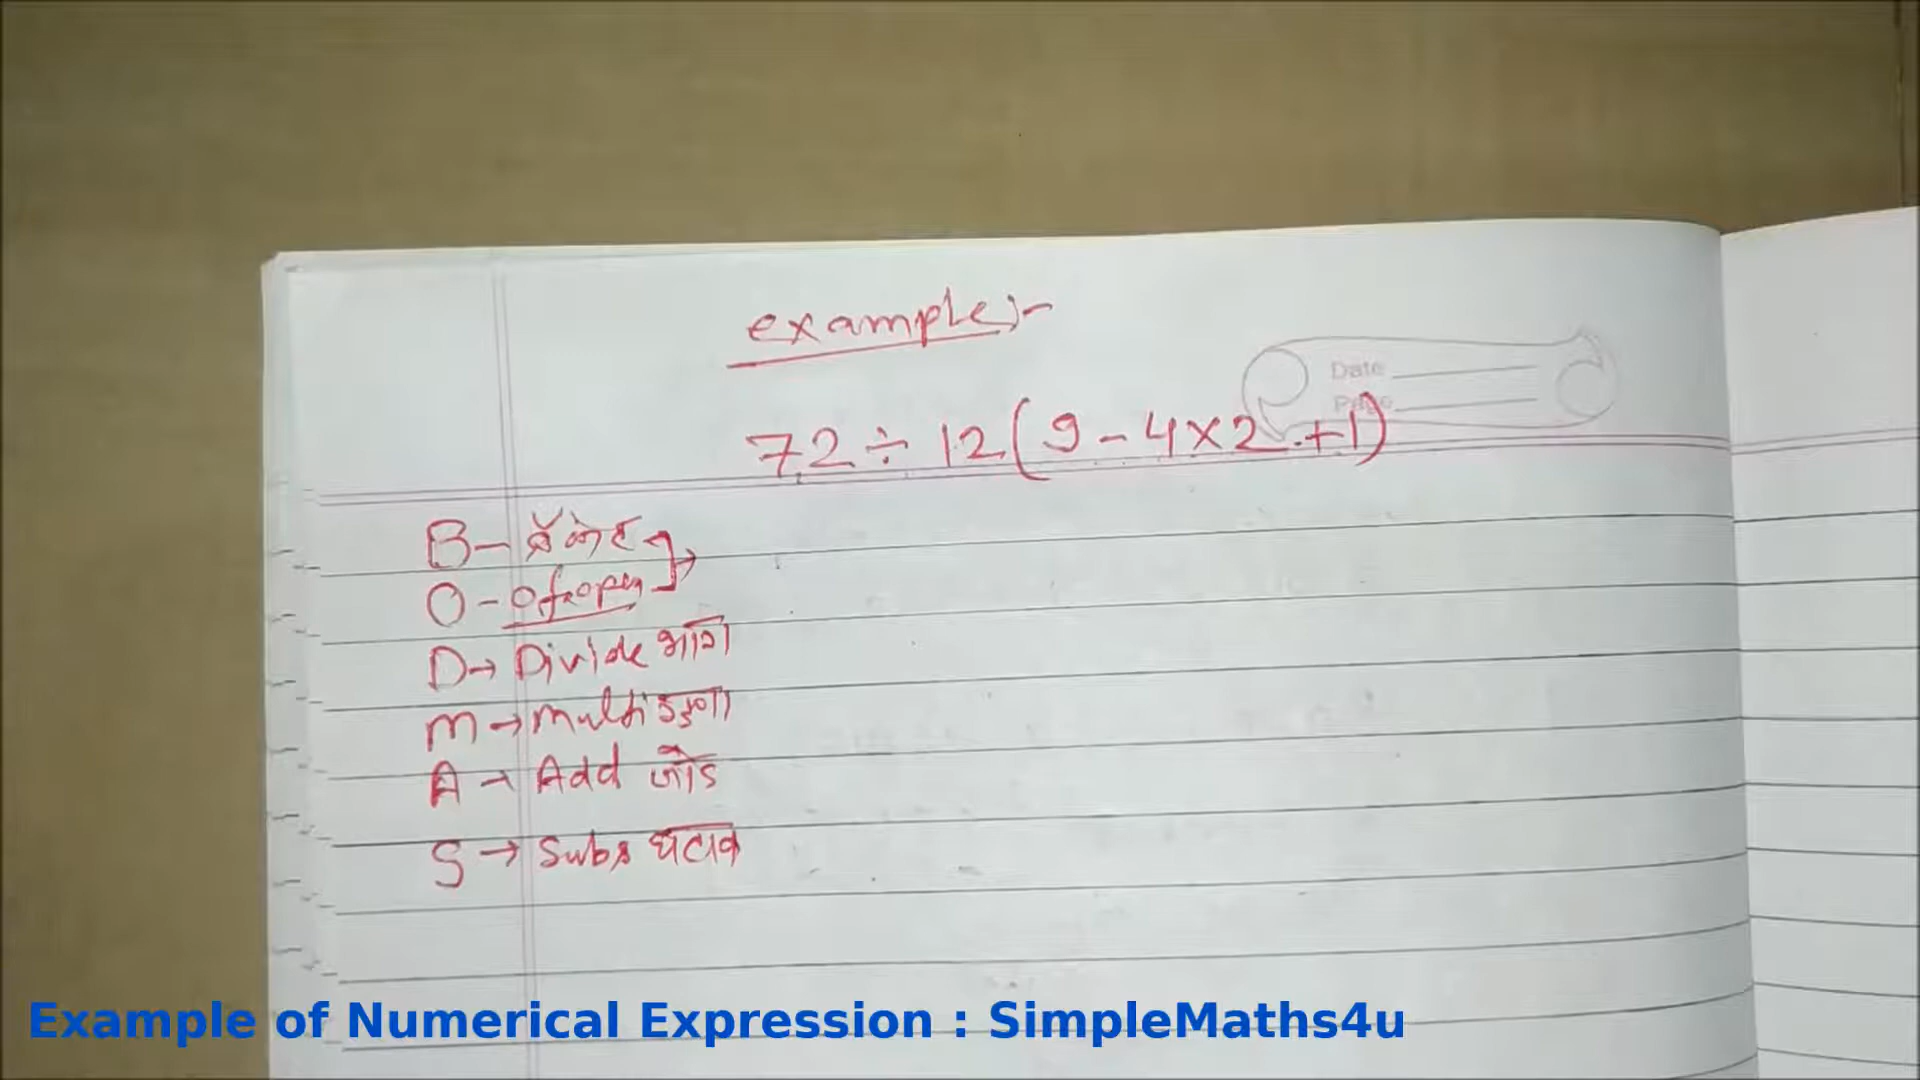 example:-
Date
Page
72 ÷ 12(9-4×2+1)
B- ब्रैकेट
O-
D→ Divide भाग
M→ Multi गुणा
A→ Add जोड
S→ Subs घटाव
Example of Numerical Expression : SimpleMaths4u